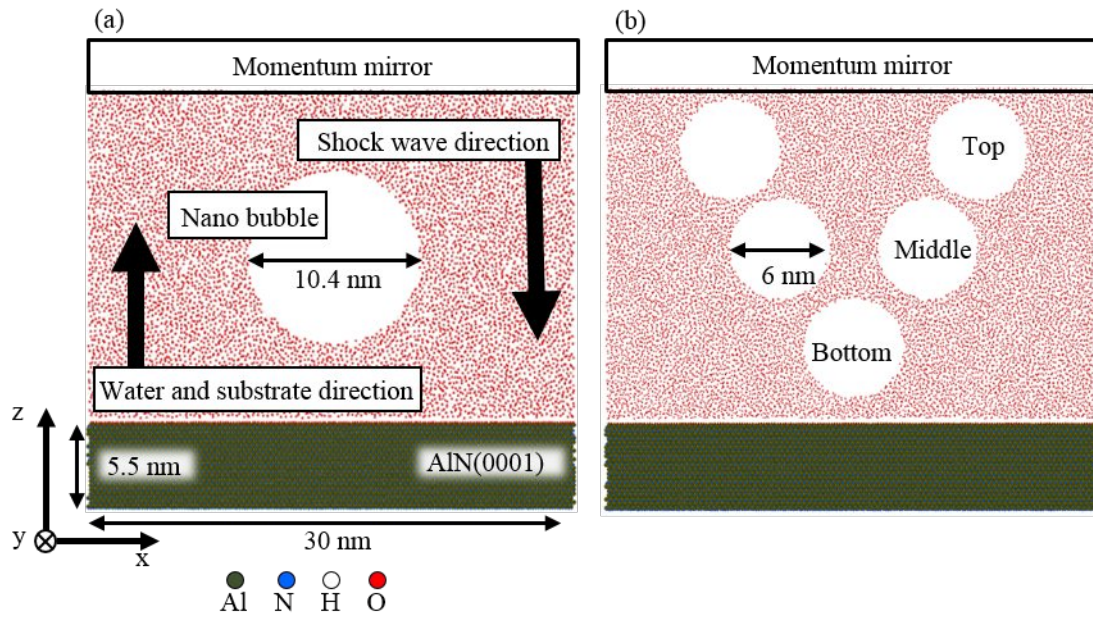 (a)
Momentum mirror
Shock wave direction
Nano bubble
10.4 nm
Water and substrate direction
z
5.5 nm
AlN(0001)
y
x
30 nm
Al N H O
(b)
Momentum mirror
Top
Middle
6 nm
Bottom